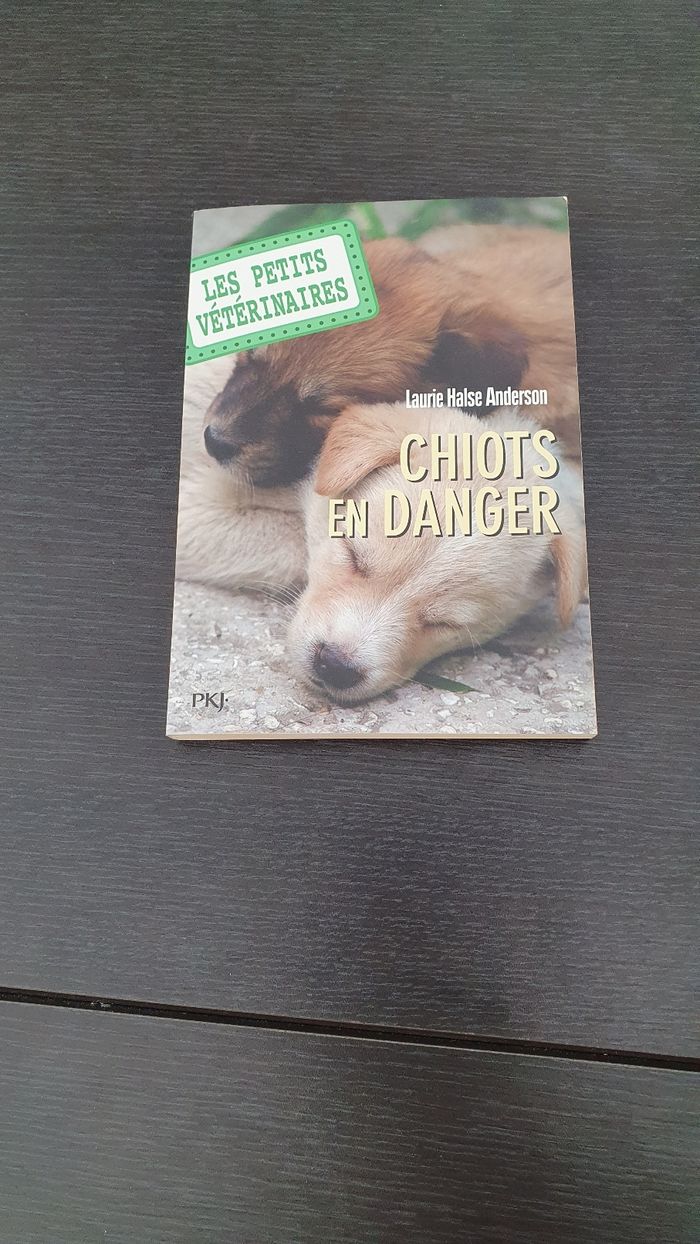 LES PETITS
VÉTÉRINAIRES
Laurie Halse Anderson
CHIOTS
EN DANGER
PKJ.